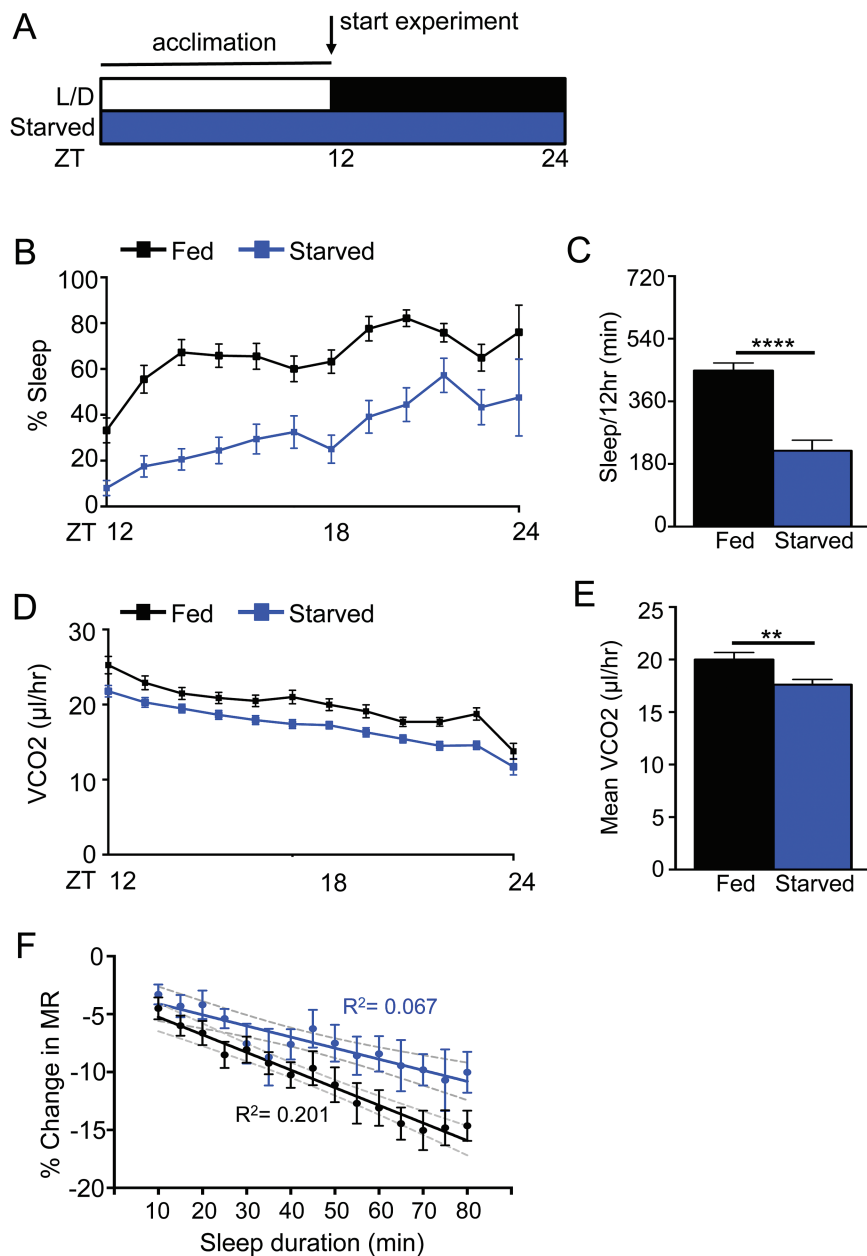 A
start experiment
acclimation
L/D
Starved
ZT 12 24
B
Fed Starved
100
80
60
40
20
0
% Sleep
ZT 12 18 24
C
720
540
360
180
0
Sleep/12hr (min)
****
Fed Starved
D
Fed Starved
30
20
10
0
VCO2 (µl/hr)
ZT 12 18 24
E
25
20
15
10
5
0
Mean VCO2 (µl/hr)
**
Fed Starved
F
0
-5
-10
-15
-20
% Change in MR
R²= 0.067
R²= 0.201
10 20 30 40 50 60 70 80
Sleep duration (min)